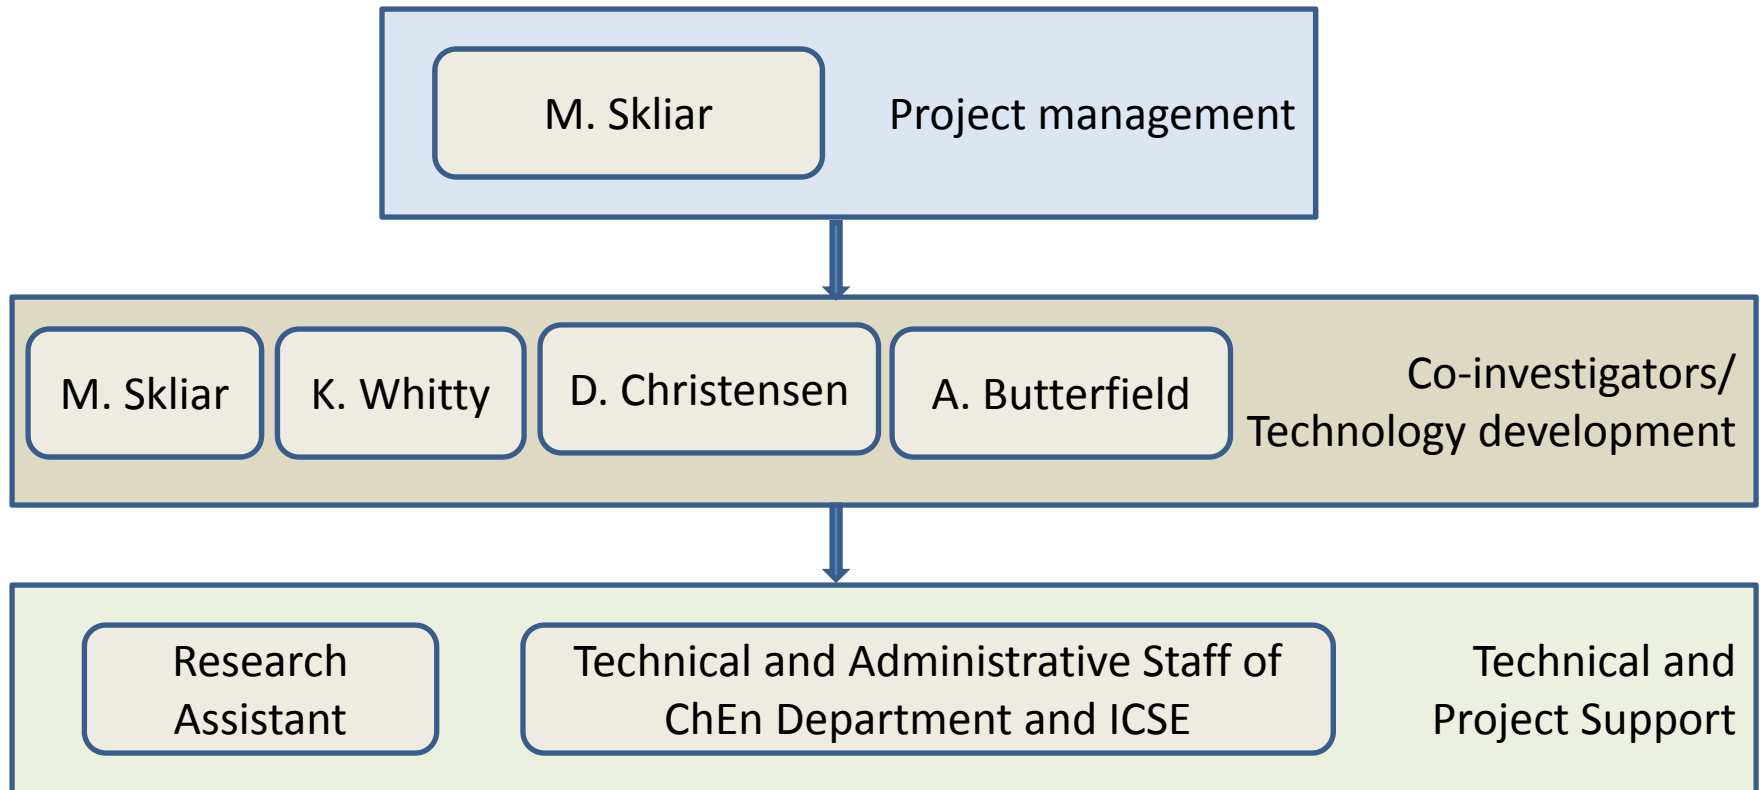 M. Skliar
Project management
M. Skliar
K. Whitty
D. Christensen
A. Butterfield
Co-investigators/
Technology development
Research
Assistant
Technical and Administrative Staff of
ChEn Department and ICSE
Technical and
Project Support